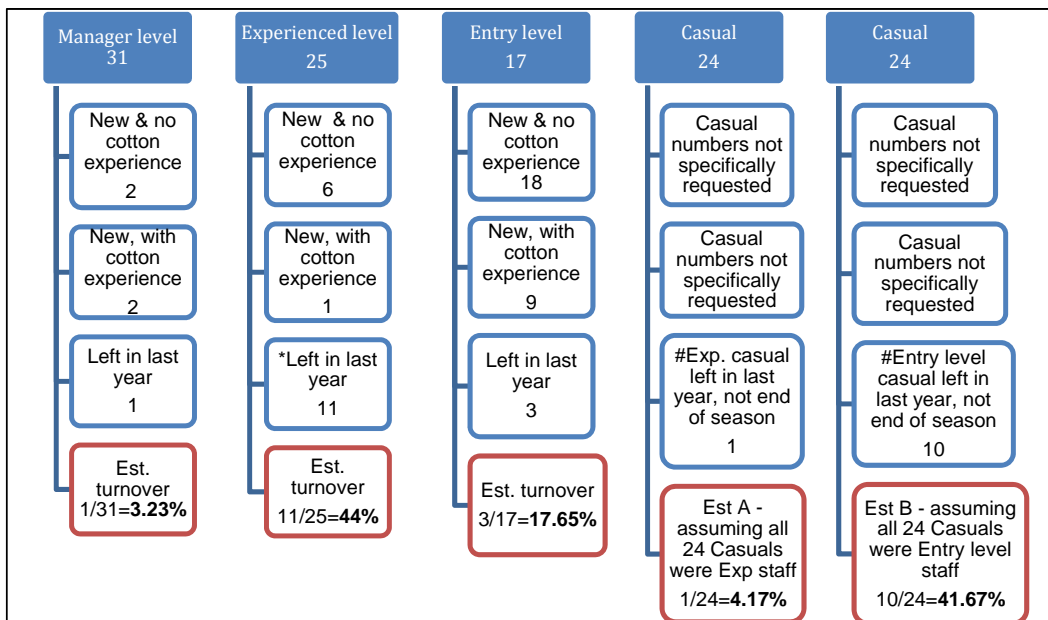 Manager level
31
New & no
cotton
experience
2
New, with
cotton
experience
2
Left in last
year
1
Est.
turnover
1/31=3.23%
Experienced level
25
New & no
cotton
experience
6
New, with
cotton
experience
1
*Left in last
year
11
Est.
turnover
11/25=44%
Entry level
17
New & no
cotton
experience
18
New, with
cotton
experience
9
Left in last
year
3
Est. turnover
3/17=17.65%
Casual
24
Casual
numbers not
specifically
requested
Casual
numbers not
specifically
requested
#Exp. casual
left in last
year, not end
of season
1
Est A -
assuming all
24 Casuals
were Exp staff
1/24=4.17%
Casual
24
Casual
numbers not
specifically
requested
Casual
numbers not
specifically
requested
#Entry level
casual left in
last year, not
end of season
10
Est B - assuming
all 24 Casuals
were Entry level
staff
10/24=41.67%